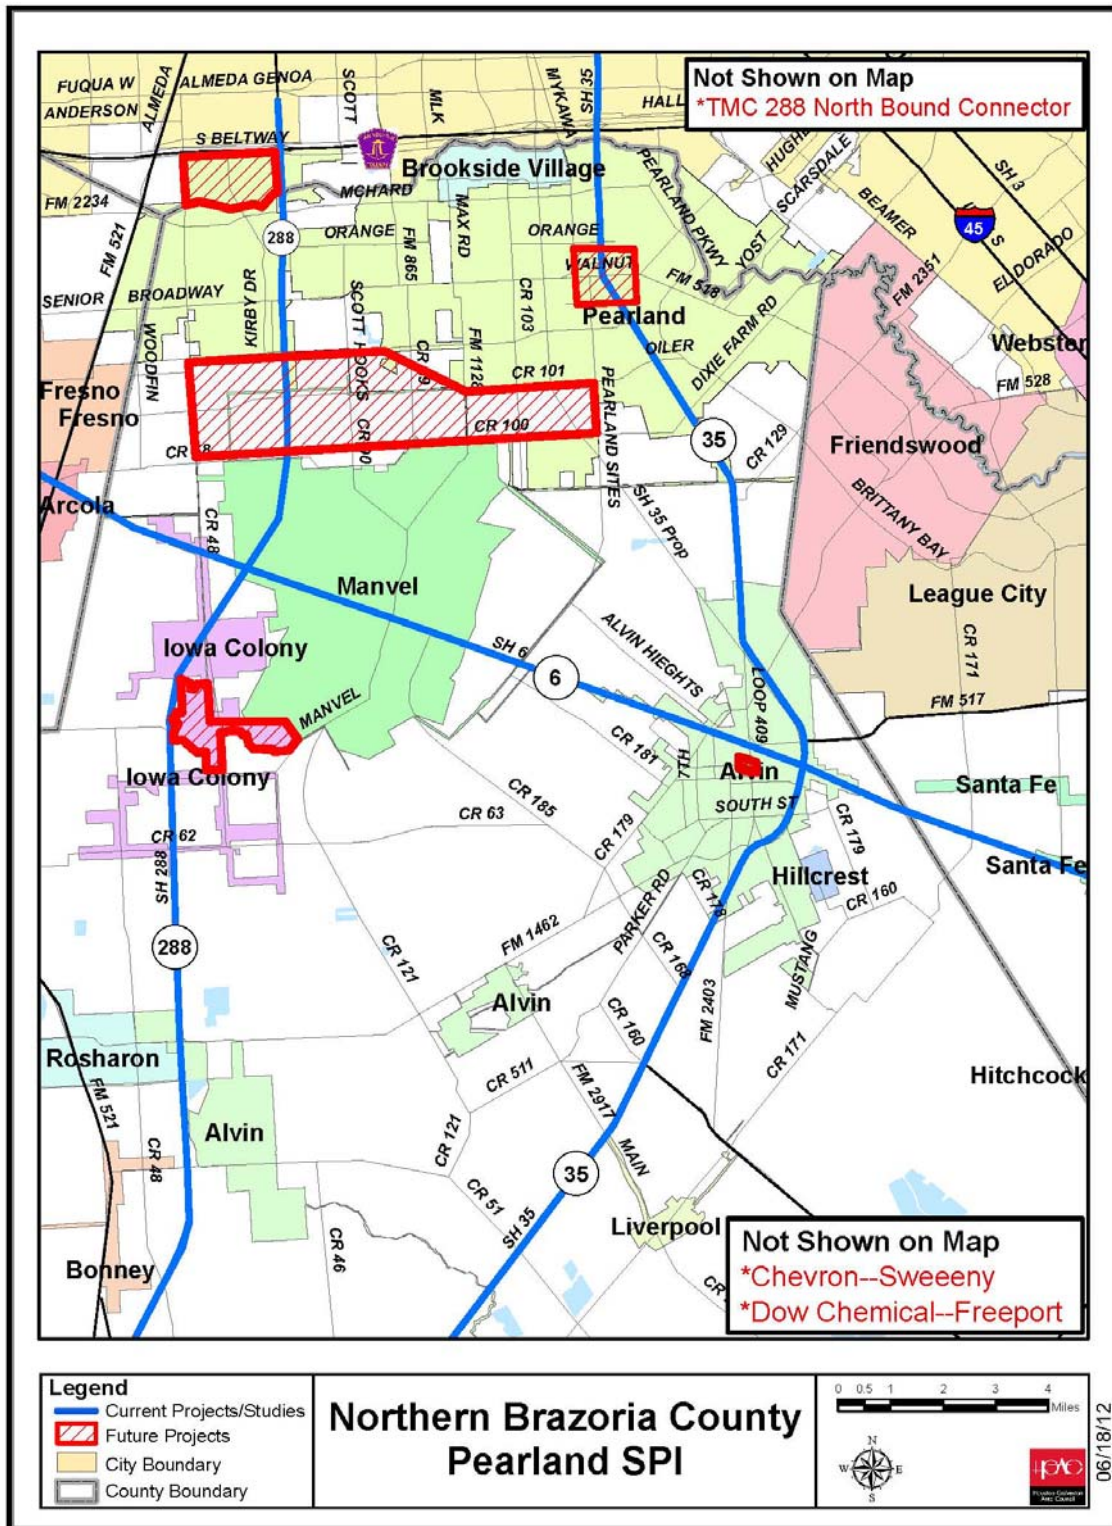 Not Shown on Map
*TMC 288 North Bound Connector
FUQUA W
ALMEDA GENOA
ANDERSON
ALMEDA
SCOTT
MLK
MYKAWA
SH 35
HALL
S BELTWAY
HUGHE
SCARSDALE
SH 3
Brookside Village
MCHARD
FM 2234
FM 521
288
ORANGE
FM 865
MAX RD
ORANGE
PEARLAND PKWY
YOST
BEAMER
45
ELDORADO
WALNUT
FM 518
FM 2351
SENIOR
BROADWAY
KIRBY DR
SCOTT
CR 103
Pearland
DIXIE FARM RD
WOODFIN
HOOKS
FM 1128
CR 101
OILER
Webster
FM 528
Fresno
Fresno
CR 100
PEARLAND SITES
35
CR 129
Friendswood
Arcola
CR 48
SH 35 Prop
BRITTANY BAY
Manvel
League City
Iowa Colony
SH 6
6
ALVIN HIEGHTS
LOOP 409
CR 171
FM 517
MANVEL
CR 181
7TH
Alvin
Iowa Colony
CR 185
SOUTH ST
Santa Fe
CR 62
CR 63
CR 179
CR 179
SH 288
Hillcrest
Santa Fe
CR 160
288
CR 121
FM 1462
PARKER RD
CR 178
CR 168
FM 2403
MUSTANG
Alvin
CR 160
CR 171
Rosharon
FM 521
CR 511
FM 2917
Hitchcock
Alvin
CR 48
CR 121
MAIN
35
CR 51
SH 35
CR 46
Liverpool
Bonney
Not Shown on Map
*Chevron--Sweeeny
*Dow Chemical--Freeport
Legend
Current Projects/Studies
Future Projects
City Boundary
County Boundary
Northern Brazoria County
Pearland SPI
0 0.5 1 2 3 4
Miles
N
W E
S
Houston-Galveston
Area Council
06/18/12